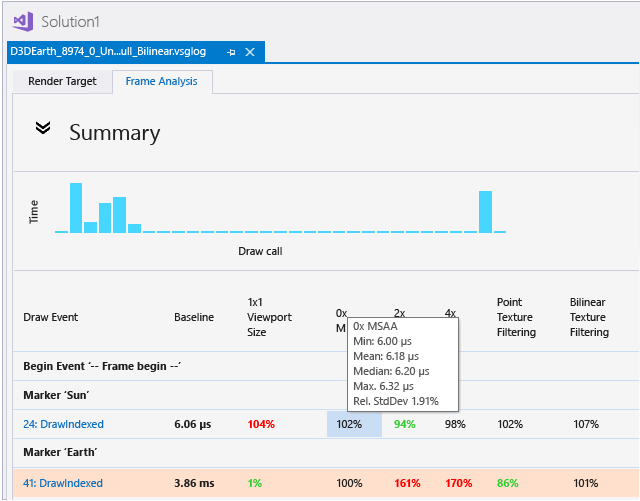 Solution1
D3DEarth_8974_0_Un...ull_Bilinear.vsglog
Render Target Frame Analysis
Summary
Time
Draw call
Draw Event Baseline 1x1 Viewport Size 0x 2x 4x Point Texture Filtering Bilinear Texture Filtering
0x MSAA
Min: 6.00 µs
Mean: 6.18 µs
Median: 6.20 µs
Max. 6.32 µs
Rel. StdDev 1.91%
Begin Event ‘-- Frame begin --’
Marker ‘Sun’
24: DrawIndexed 6.06 µs 104% 102% 94% 98% 102% 107%
Marker ‘Earth’
41: DrawIndexed 3.86 ms 1% 100% 161% 170% 86% 101%